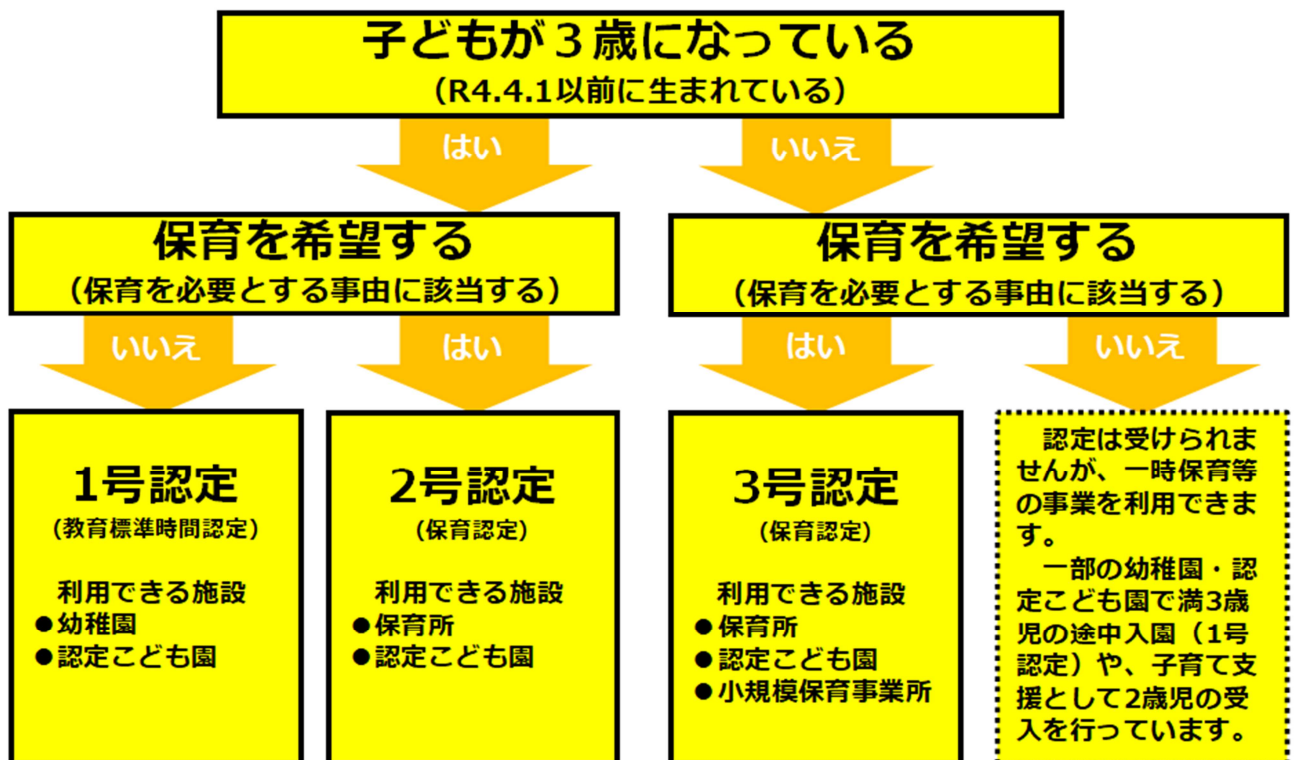 子どもが３歳になっている
（R4.4.1以前に生まれている）
はい
いいえ
保育を希望する
（保育を必要とする事由に該当する）
保育を希望する
（保育を必要とする事由に該当する）
いいえ
はい
はい
いいえ
1号認定
(教育標準時間認定)
利用できる施設
●幼稚園
●認定こども園
2号認定
(保育認定)
利用できる施設
●保育所
●認定こども園
3号認定
(保育認定)
利用できる施設
●保育所
●認定こども園
●小規模保育事業所
認定は受けられま
せんが、一時保育等
の事業を利用できま
す。
一部の幼稚園・認
定こども園で満3歳
児の途中入園（1号
認定）や、子育て支
援として2歳児の受
入を行っています。